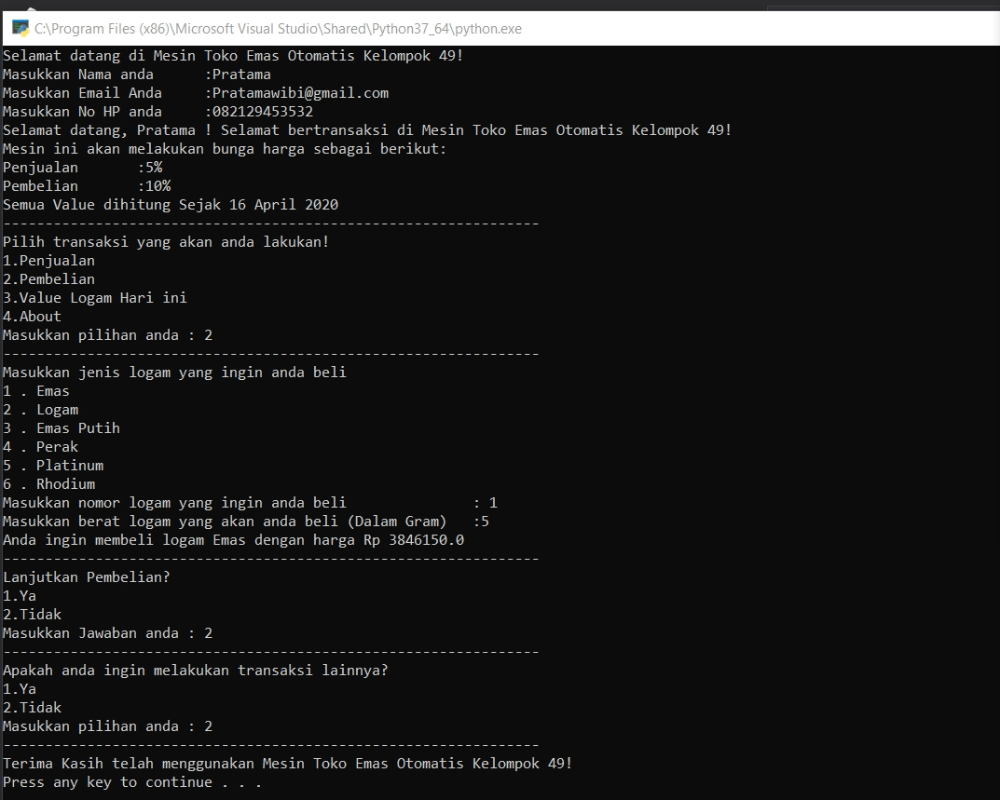 C:\Program Files (x86)\Microsoft Visual Studio\Shared\Python37_64\python.exe
Selamat datang di Mesin Toko Emas Otomatis Kelompok 49!
Masukkan Nama anda      :Pratama
Masukkan Email Anda     :Pratamawibi@gmail.com
Masukkan No HP anda     :082129453532
Selamat datang, Pratama ! Selamat bertransaksi di Mesin Toko Emas Otomatis Kelompok 49!
Mesin ini akan melakukan bunga harga sebagai berikut:
Penjualan       :5%
Pembelian       :10%
Semua Value dihitung Sejak 16 April 2020
----------------------------------------------------------------
Pilih transaksi yang akan anda lakukan!
1.Penjualan
2.Pembelian
3.Value Logam Hari ini
4.About
Masukkan pilihan anda : 2
----------------------------------------------------------------
Masukkan jenis logam yang ingin anda beli
1 . Emas
2 . Logam
3 . Emas Putih
4 . Perak
5 . Platinum
6 . Rhodium
Masukkan nomor logam yang ingin anda beli               : 1
Masukkan berat logam yang akan anda beli (Dalam Gram)   :5
Anda ingin membeli logam Emas dengan harga Rp 3846150.0
----------------------------------------------------------------
Lanjutkan Pembelian?
1.Ya
2.Tidak
Masukkan Jawaban anda : 2
----------------------------------------------------------------
Apakah anda ingin melakukan transaksi lainnya?
1.Ya
2.Tidak
Masukkan pilihan anda : 2
----------------------------------------------------------------
Terima Kasih telah menggunakan Mesin Toko Emas Otomatis Kelompok 49!
Press any key to continue . . .